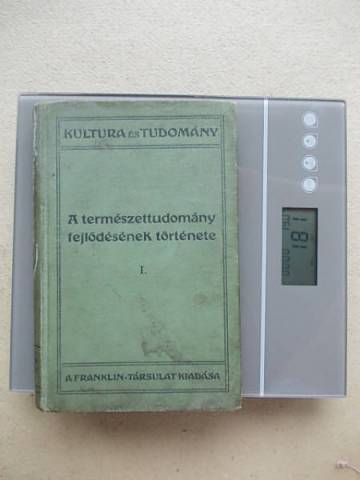 KULTURA ÉS TUDOMÁNY
A természettudomány
fejlődésének története
I.
A FRANKLIN-TÁRSULAT KIADÁSA